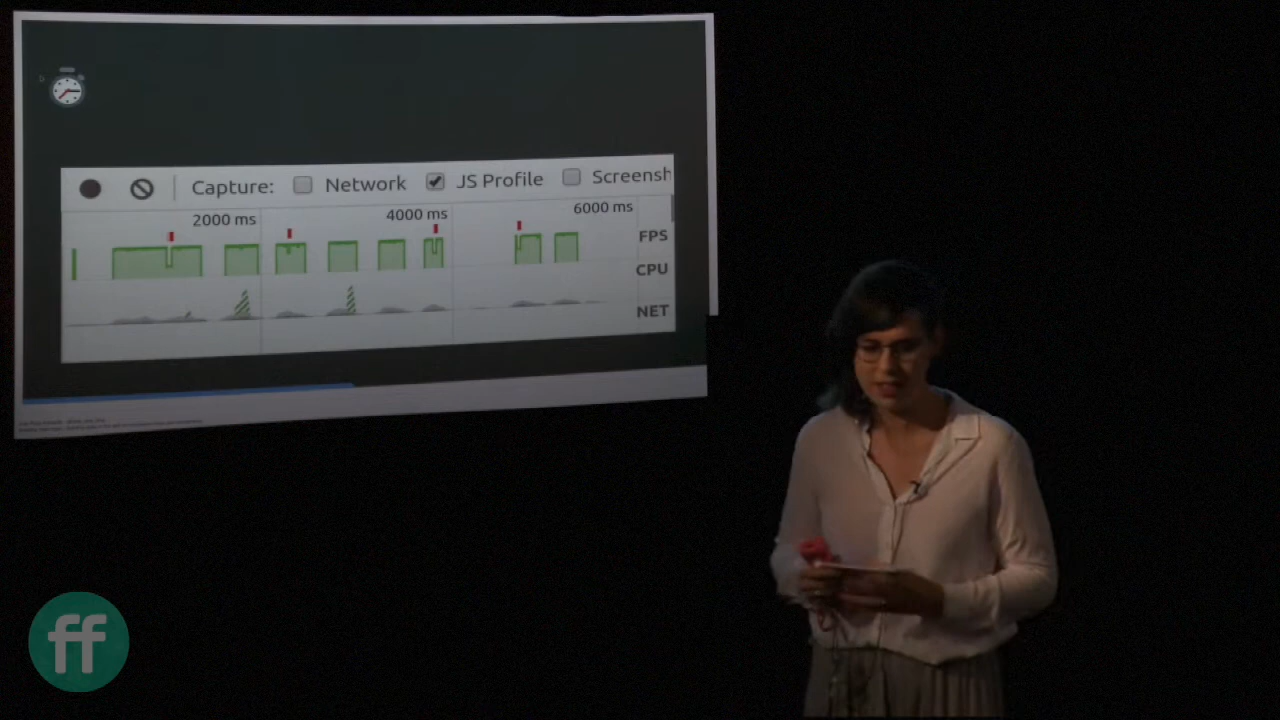 Capture: Network JS Profile Screensh
2000 ms 4000 ms 6000 ms
FPS
CPU
NET
ff